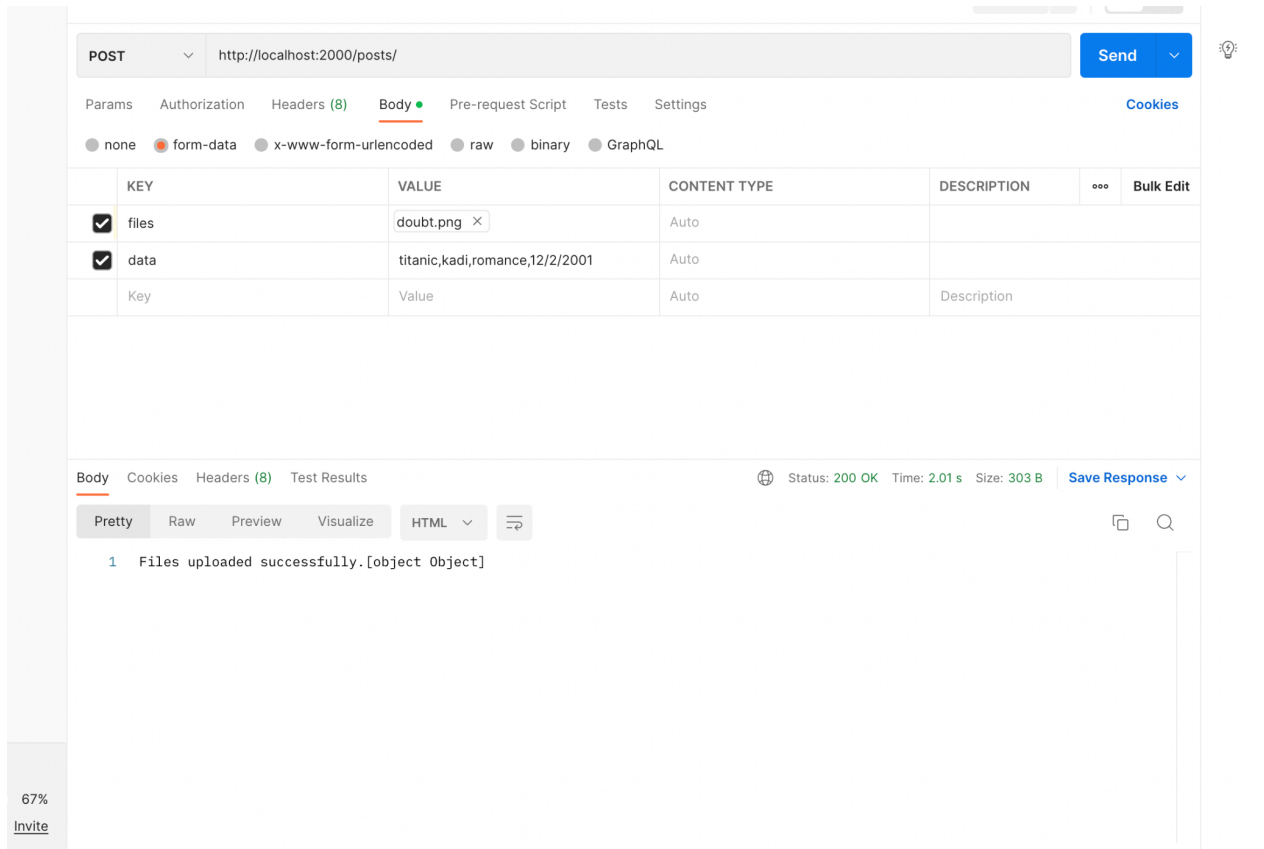 POST http://localhost:2000/posts/ Send
Params Authorization Headers (8) Body Pre-request Script Tests Settings Cookies
none form-data x-www-form-urlencoded raw binary GraphQL
KEY VALUE CONTENT TYPE DESCRIPTION ooo Bulk Edit
files doubt.png × Auto
data titanic,kadi,romance,12/2/2001 Auto
Key Value Auto Description
Body Cookies Headers (8) Test Results Status: 200 OK Time: 2.01 s Size: 303 B Save Response
Pretty Raw Preview Visualize HTML
1 Files uploaded successfully.[object Object]
67%
Invite